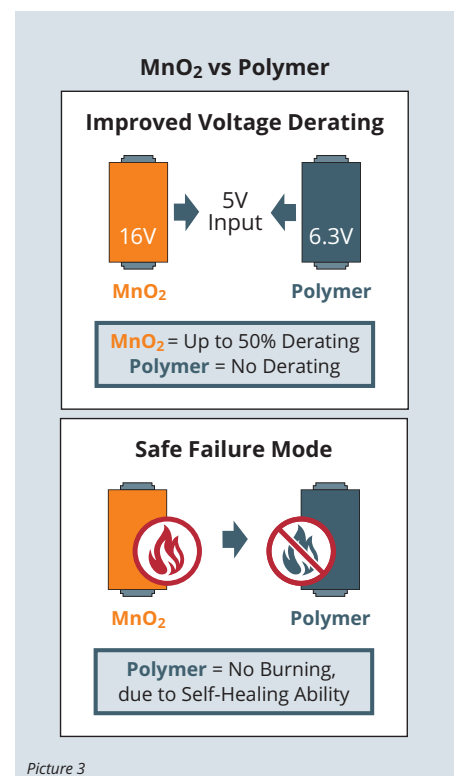 MnO₂ vs Polymer
Improved Voltage Derating
16V
5V
Input
6.3V
MnO₂
Polymer
MnO₂ = Up to 50% Derating
Polymer = No Derating
Safe Failure Mode
MnO₂
Polymer
Polymer = No Burning,
due to Self-Healing Ability
Picture 3